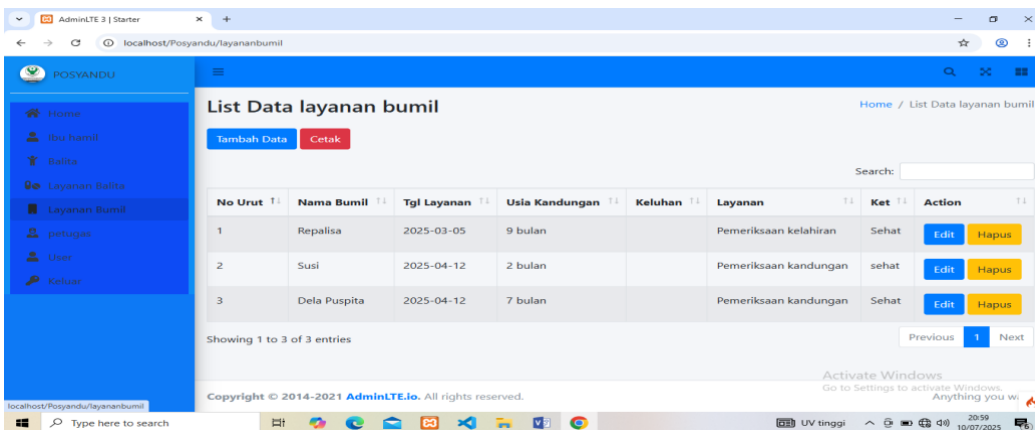 AdminLTE 3 | Starter
localhost/Posyandu/layananbumil
POSYANDU
Home
ibu hamil
Balita
Layanan Balita
Layanan Bumil
petugas
User
Keluar
List Data layanan bumil
Home / List Data layanan bumil
Tambah Data Cetak
Search:
No Urut Nama Bumil Tgl Layanan Usia Kandungan Keluhan Layanan Ket Action
1 Repalisa 2025-03-05 9 bulan Pemeriksaan kelahiran Sehat Edit Hapus
2 Susi 2025-04-12 2 bulan Pemeriksaan kandungan sehat Edit Hapus
3 Dela Puspita 2025-04-12 7 bulan Pemeriksaan kandungan Sehat Edit Hapus
Showing 1 to 3 of 3 entries
Previous 1 Next
Activate Windows
Go to Settings to activate Windows.
Copyright © 2014-2021 AdminLTE.io. All rights reserved.
Anything you w
localhost/Posyandu/layananbumil
Type here to search
UV tinggi
20:59
10/07/2025